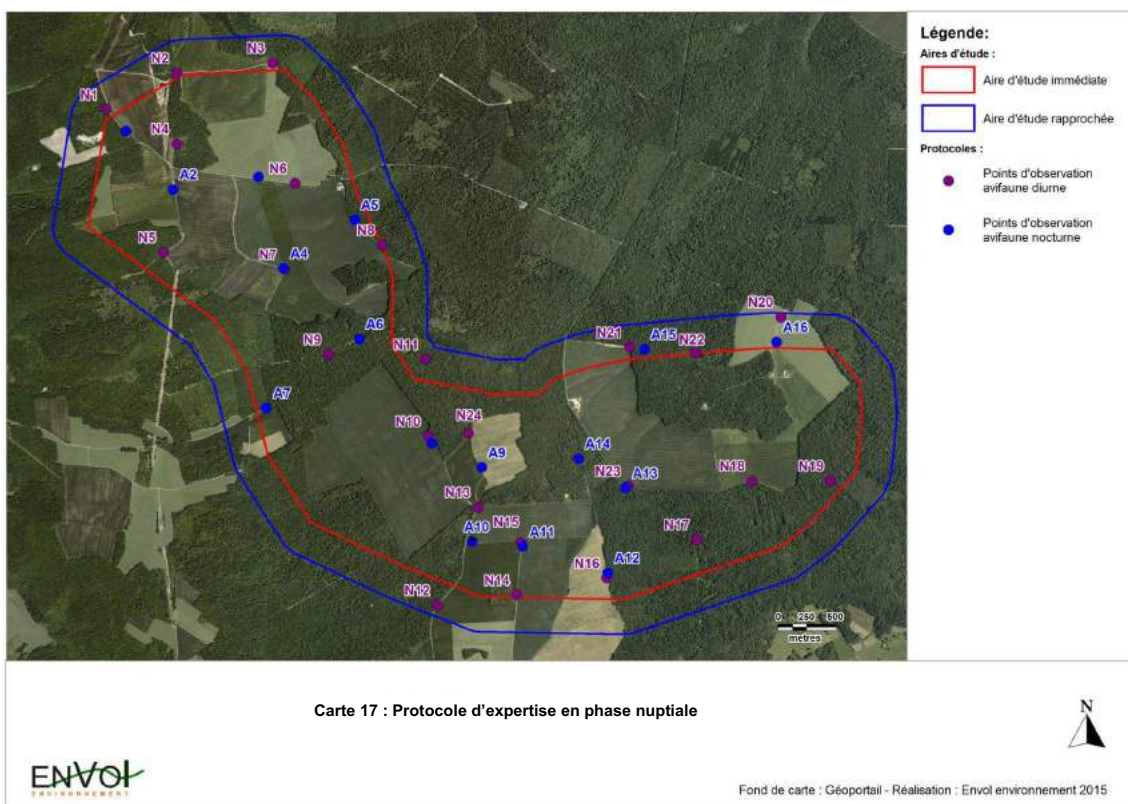 N3
N2
N1
N4
A2
N6
A5
N8
N5
N7
A4
A6
N9
N11
A7
N20
A16
N21
A15
N22
N24
N10
A9
A14
N23
A13
N18
N19
N13
A10
N15
A11
N17
A12
N16
N14
N12
0 250 500
mètres
Légende:
Aires d'étude :
Aire d'étude immédiate
Aire d'étude rapprochée
Protocoles :
Points d'observation
avifaune diurne
Points d'observation
avifaune nocturne
Carte 17 : Protocole d'expertise en phase nuptiale
N
ENVOI
ENVIRONNEMENT
Fond de carte : Géoportail - Réalisation : Envol environnement 2015